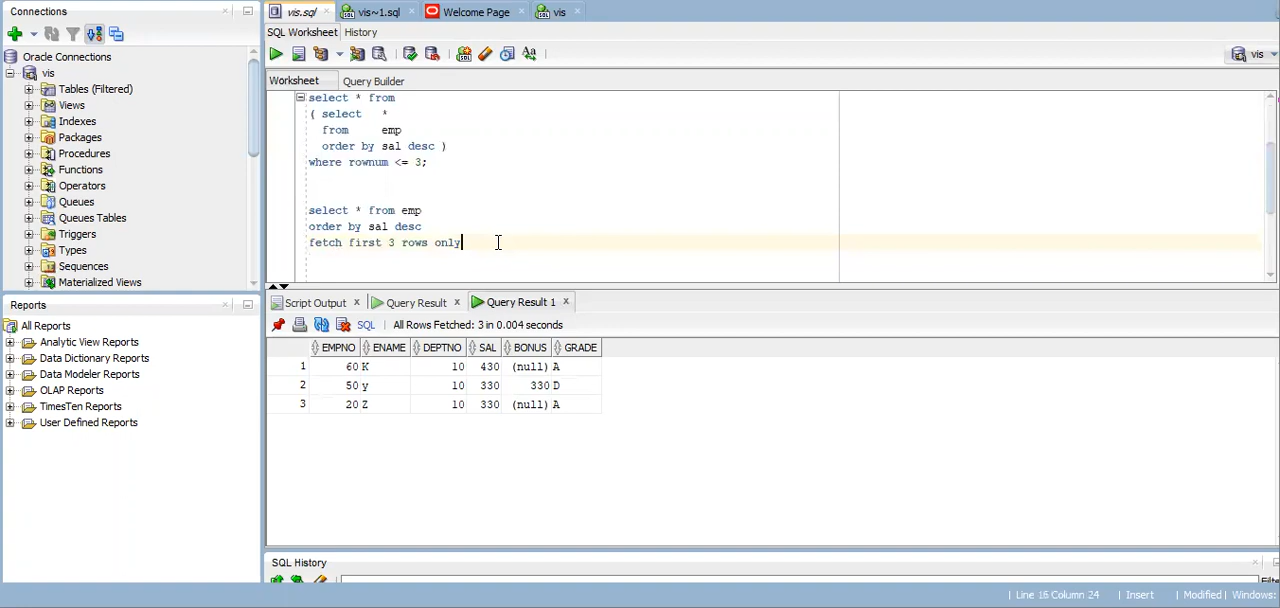 Connections
vis.sql
vis~1.sql
Welcome Page
vis
SQL Worksheet History
vis
Oracle Connections
vis
Tables (Filtered)
Views
Indexes
Packages
Procedures
Functions
Operators
Queues
Queues Tables
Triggers
Types
Sequences
Materialized Views
Worksheet Query Builder
select * from
( select *
from emp
order by sal desc )
where rownum <= 3;
select * from emp
order by sal desc
fetch first 3 rows only
Reports
All Reports
Analytic View Reports
Data Dictionary Reports
Data Modeler Reports
OLAP Reports
TimesTen Reports
User Defined Reports
Script Output
Query Result
Query Result 1
SQL All Rows Fetched: 3 in 0.004 seconds
EMPNO ENAME DEPTNO SAL BONUS GRADE
1 60 K 10 430 (null) A
2 50 y 10 330 330 D
3 20 Z 10 330 (null) A
SQL History
Line 16 Column 24 | Insert | Modified | Windows: